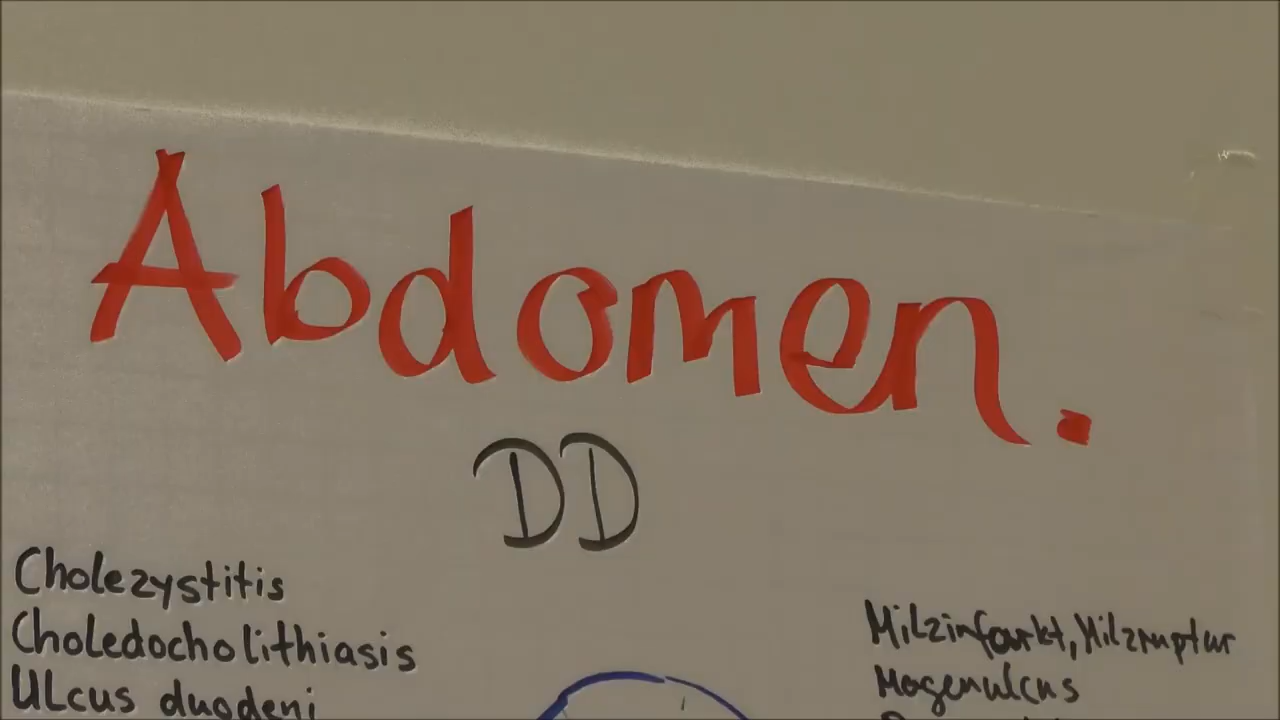 Abdomen.
DD
Cholezystitis
Choledocholithiasis
Ulcus duodeni
Milzinfarkt, Milzruptur
Magenulcus